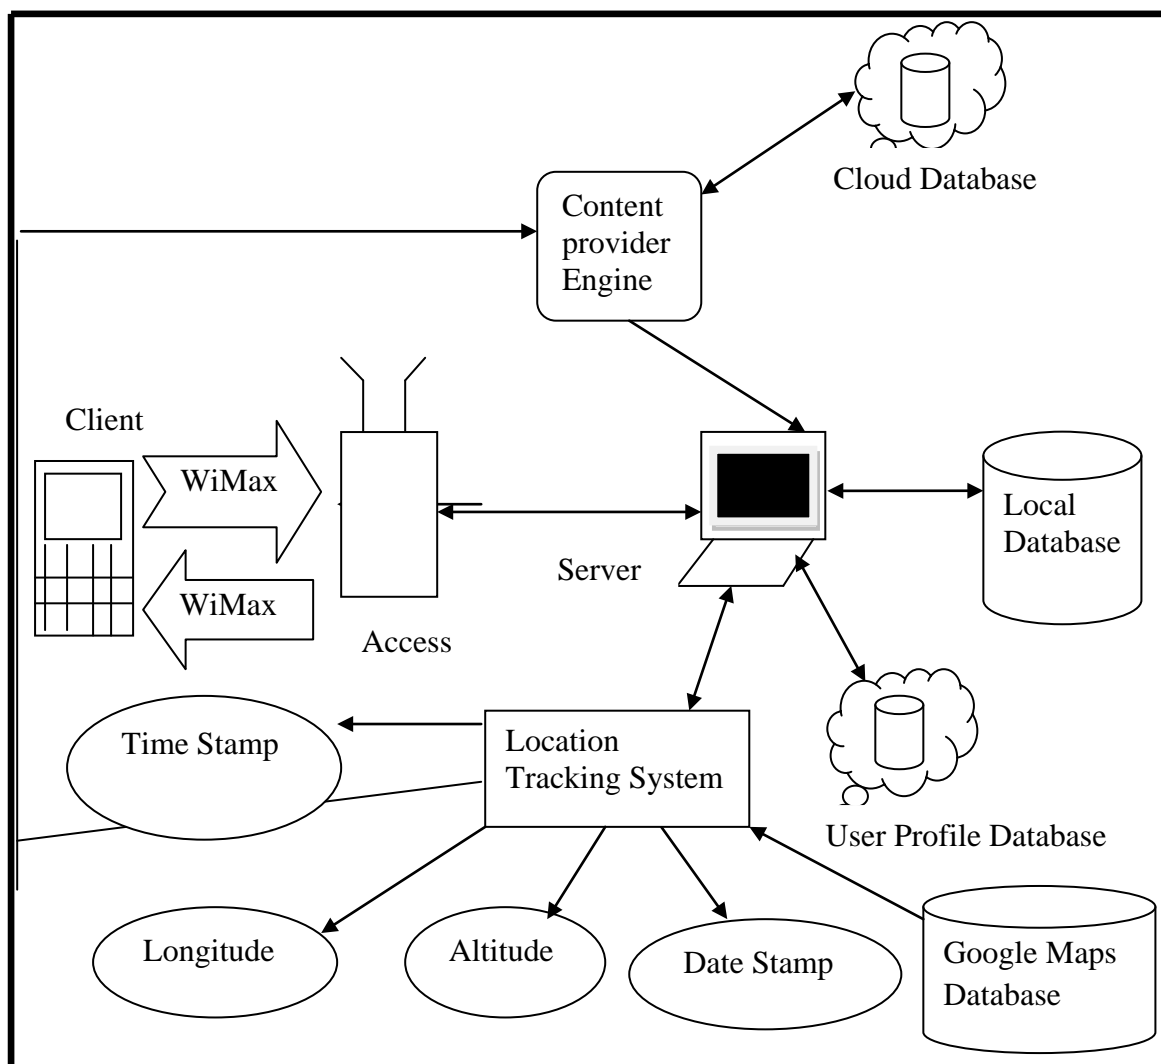 Cloud Database
Content
provider
Engine
Client
WiMax
WiMax
Access
Server
Local
Database
Time Stamp
Location
Tracking System
User Profile Database
Longitude
Altitude
Date Stamp
Google Maps
Database